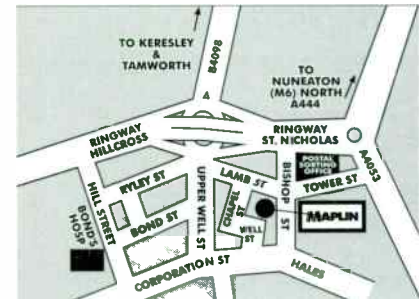 TO KERESLEY
&
TAMWORTH
B4098
TO
NUNEATON
(M6) NORTH
A444
RINGWAY
HILLCROSS
RINGWAY
ST. NICHOLAS
A4053
POSTAL
SORTING
OFFICE
HILL STREET
BOND'S
HOSP
RYLEY ST
BOND ST
UPPER WELL ST
LAMB ST
CHAPEL
ST
WELL
ST
BISHOP
ST
TOWER ST
MAPLIN
CORPORATION ST
HALES